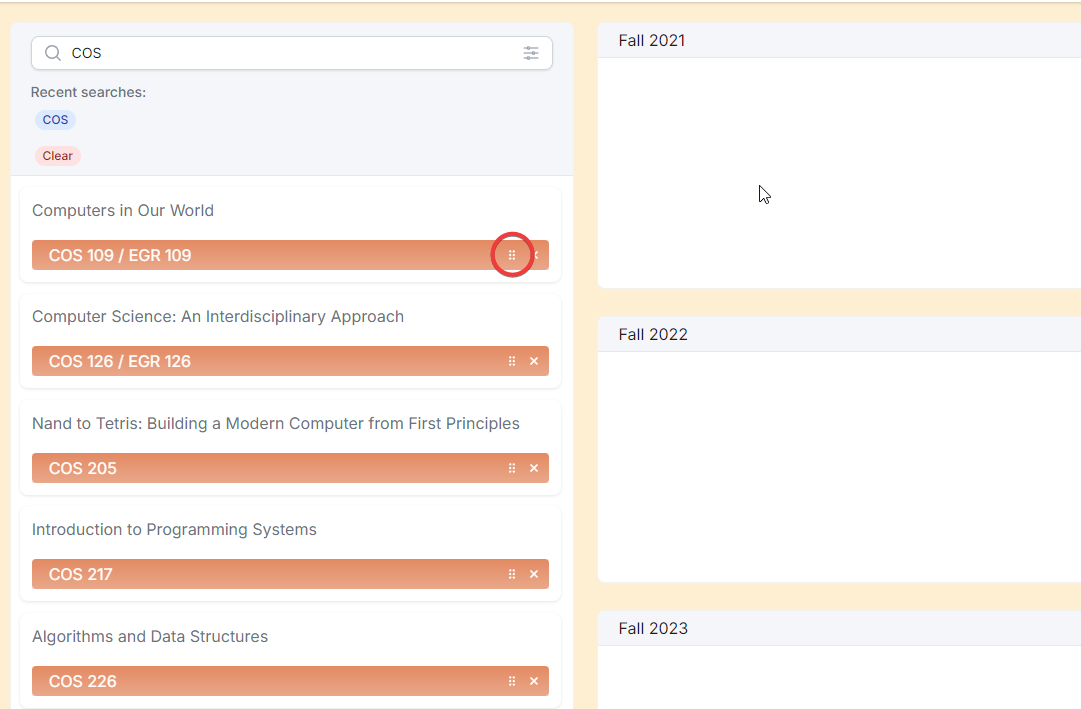 COS
Recent searches:
COS
Clear
Computers in Our World
COS 109 / EGR 109
Computer Science: An Interdisciplinary Approach
COS 126 / EGR 126
Nand to Tetris: Building a Modern Computer from First Principles
COS 205
Introduction to Programming Systems
COS 217
Algorithms and Data Structures
COS 226
Fall 2021
Fall 2022
Fall 2023